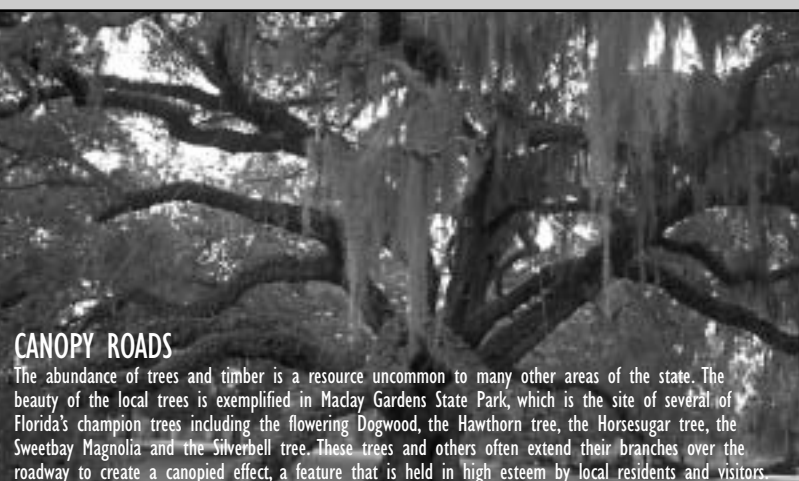 CANOPY ROADS
The abundance of trees and timber is a resource uncommon to many other areas of the state. The
beauty of the local trees is exemplified in Maclay Gardens State Park, which is the site of several of
Florida's champion trees including the flowering Dogwood, the Hawthorn tree, the Horsesugar tree, the
Sweetbay Magnolia and the Silverbell tree. These trees and others often extend their branches over the
roadway to create a canopied effect, a feature that is held in high esteem by local residents and visitors.